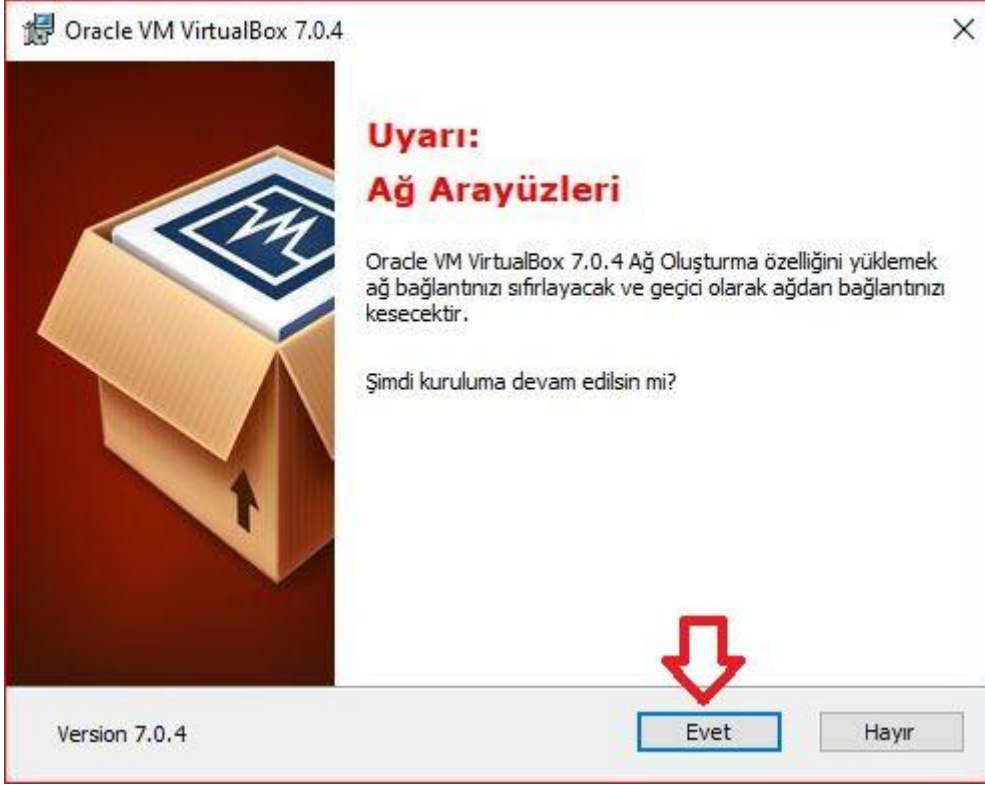 Oracle VM VirtualBox 7.0.4
Uyarı:
Ağ Arayüzleri
Oracle VM VirtualBox 7.0.4 Ağ Oluşturma özelliğini yüklemek
ağ bağlantınızı sıfırlayacak ve geçici olarak ağdan bağlantınızı
kesecektir.
Şimdi kuruluma devam edilsin mi?
Version 7.0.4
Evet
Hayır